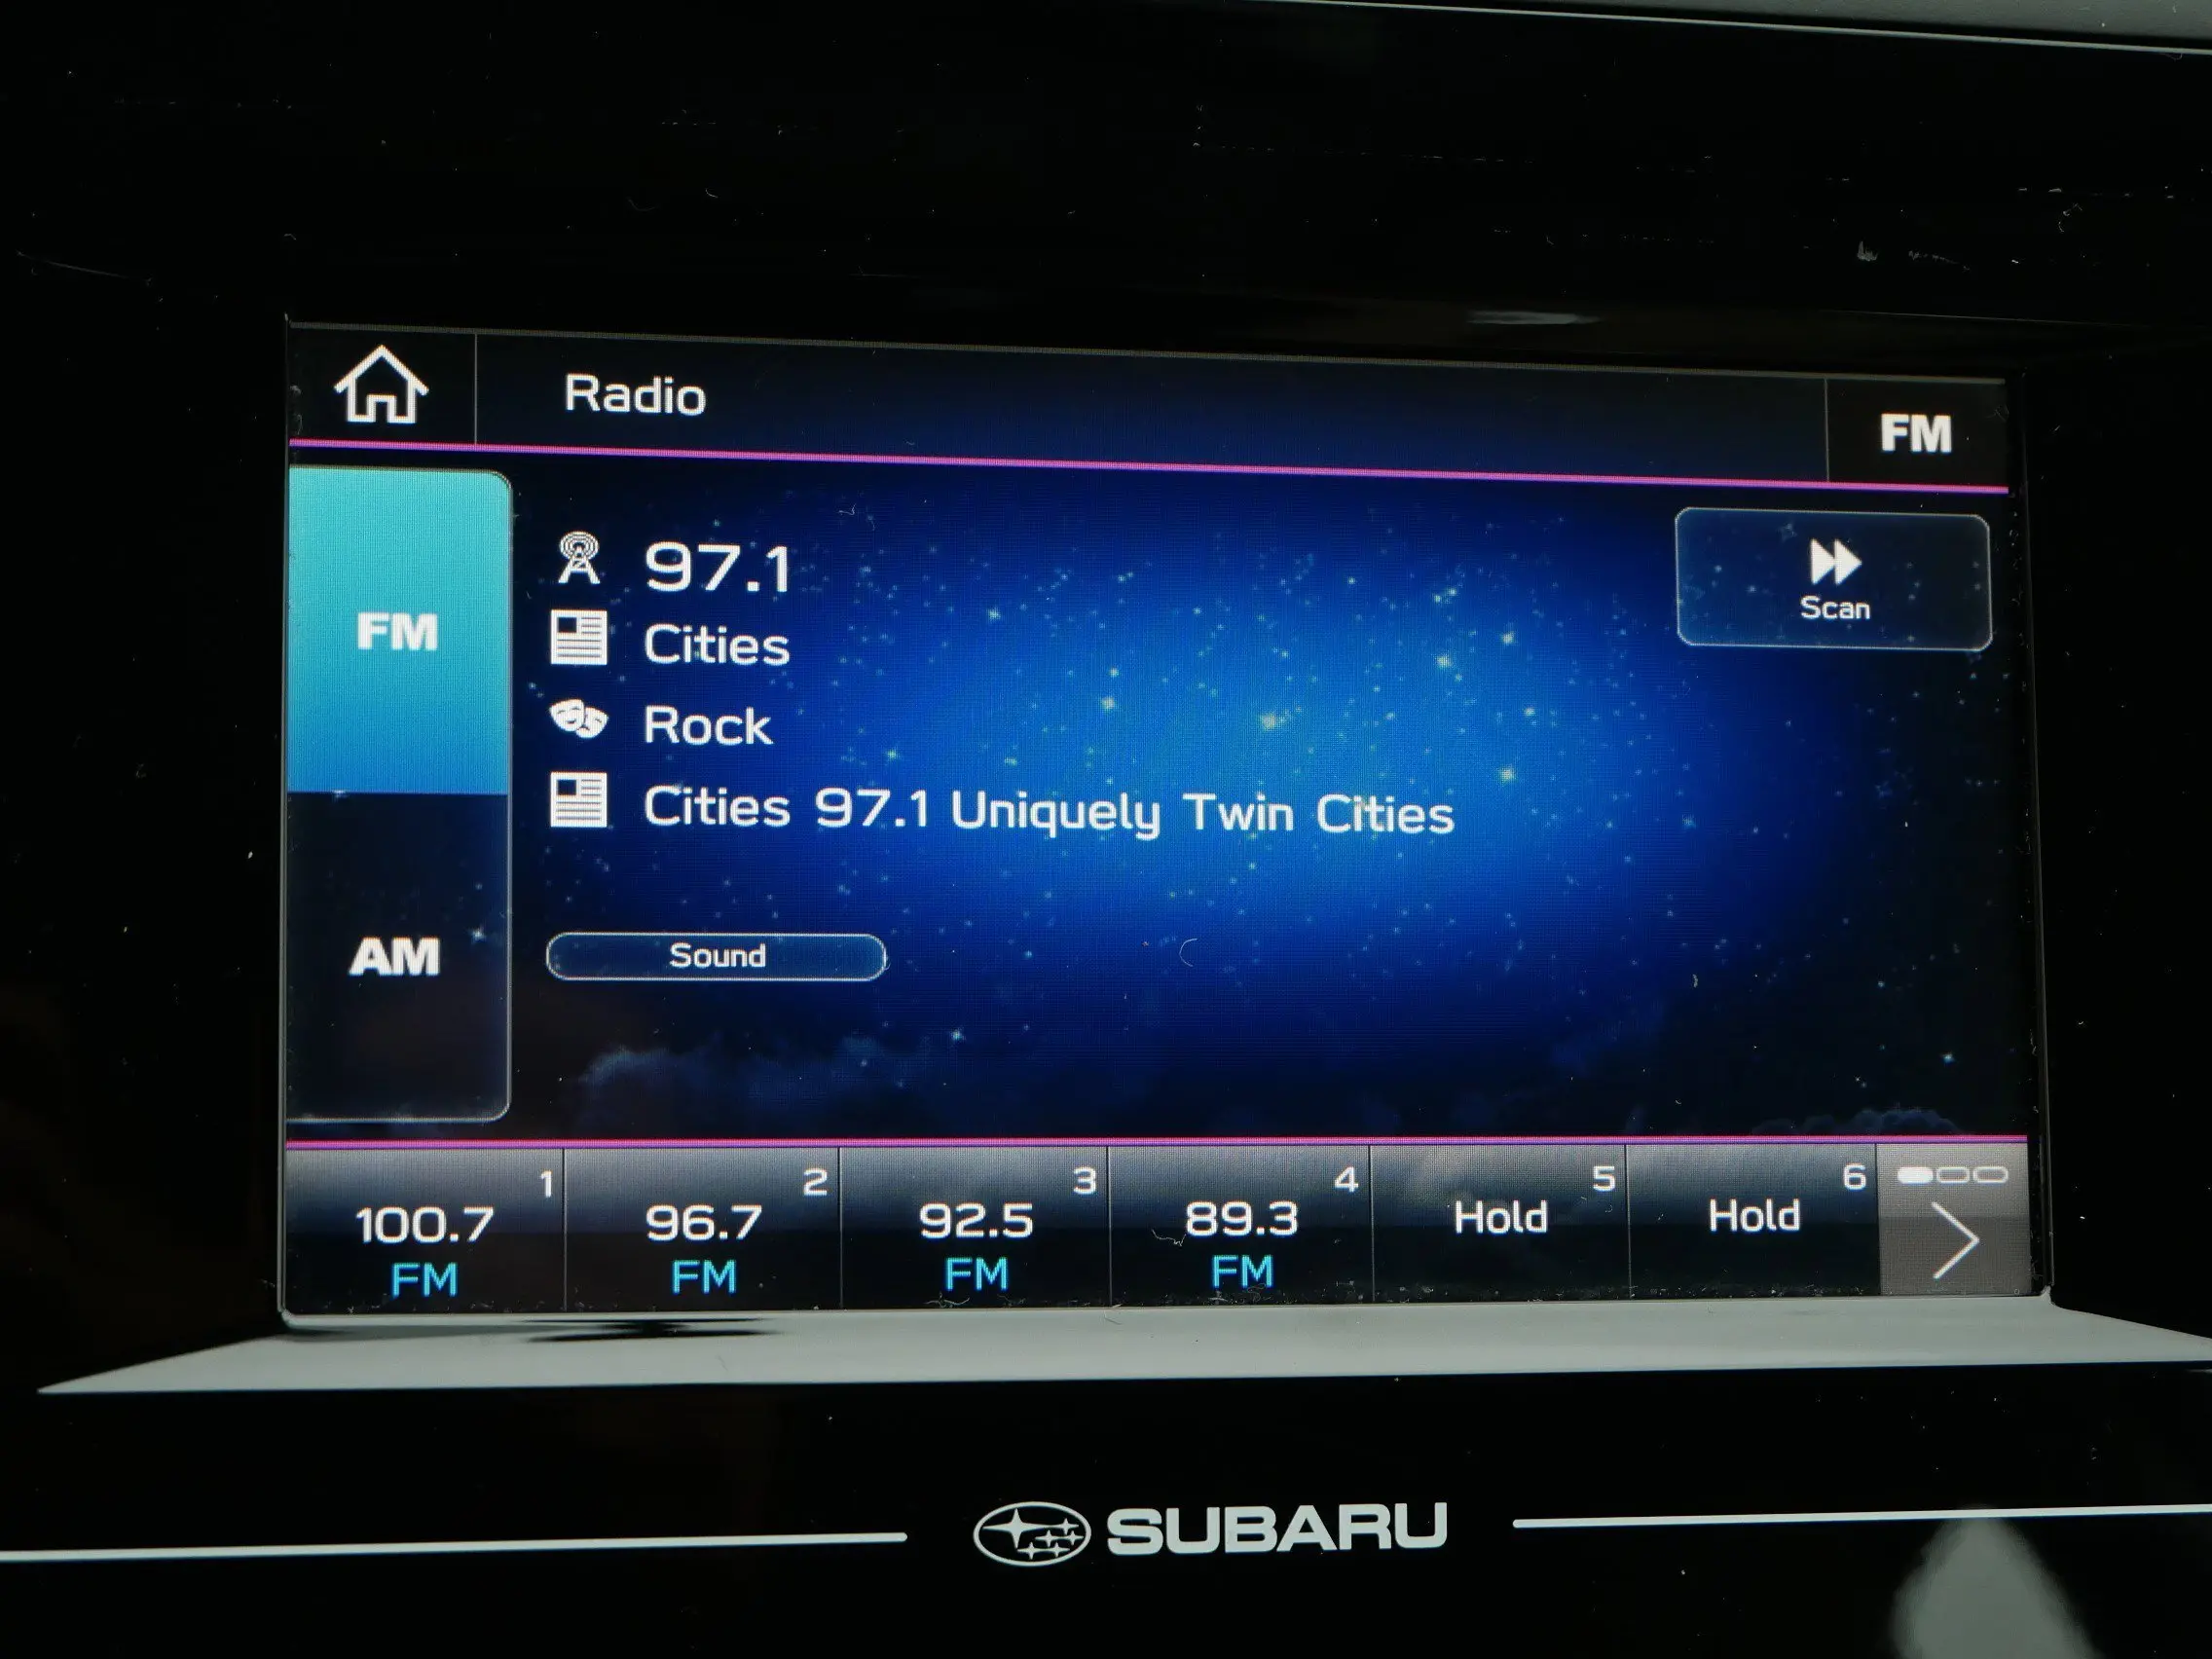 Radio
FM
FM
97.1
Scan
Cities
Rock
Cities 97.1 Uniquely Twin Cities
AM
Sound
1
2
3
4
5
6
100.7
96.7
92.5
89.3
Hold
Hold
FM
FM
FM
FM
SUBARU